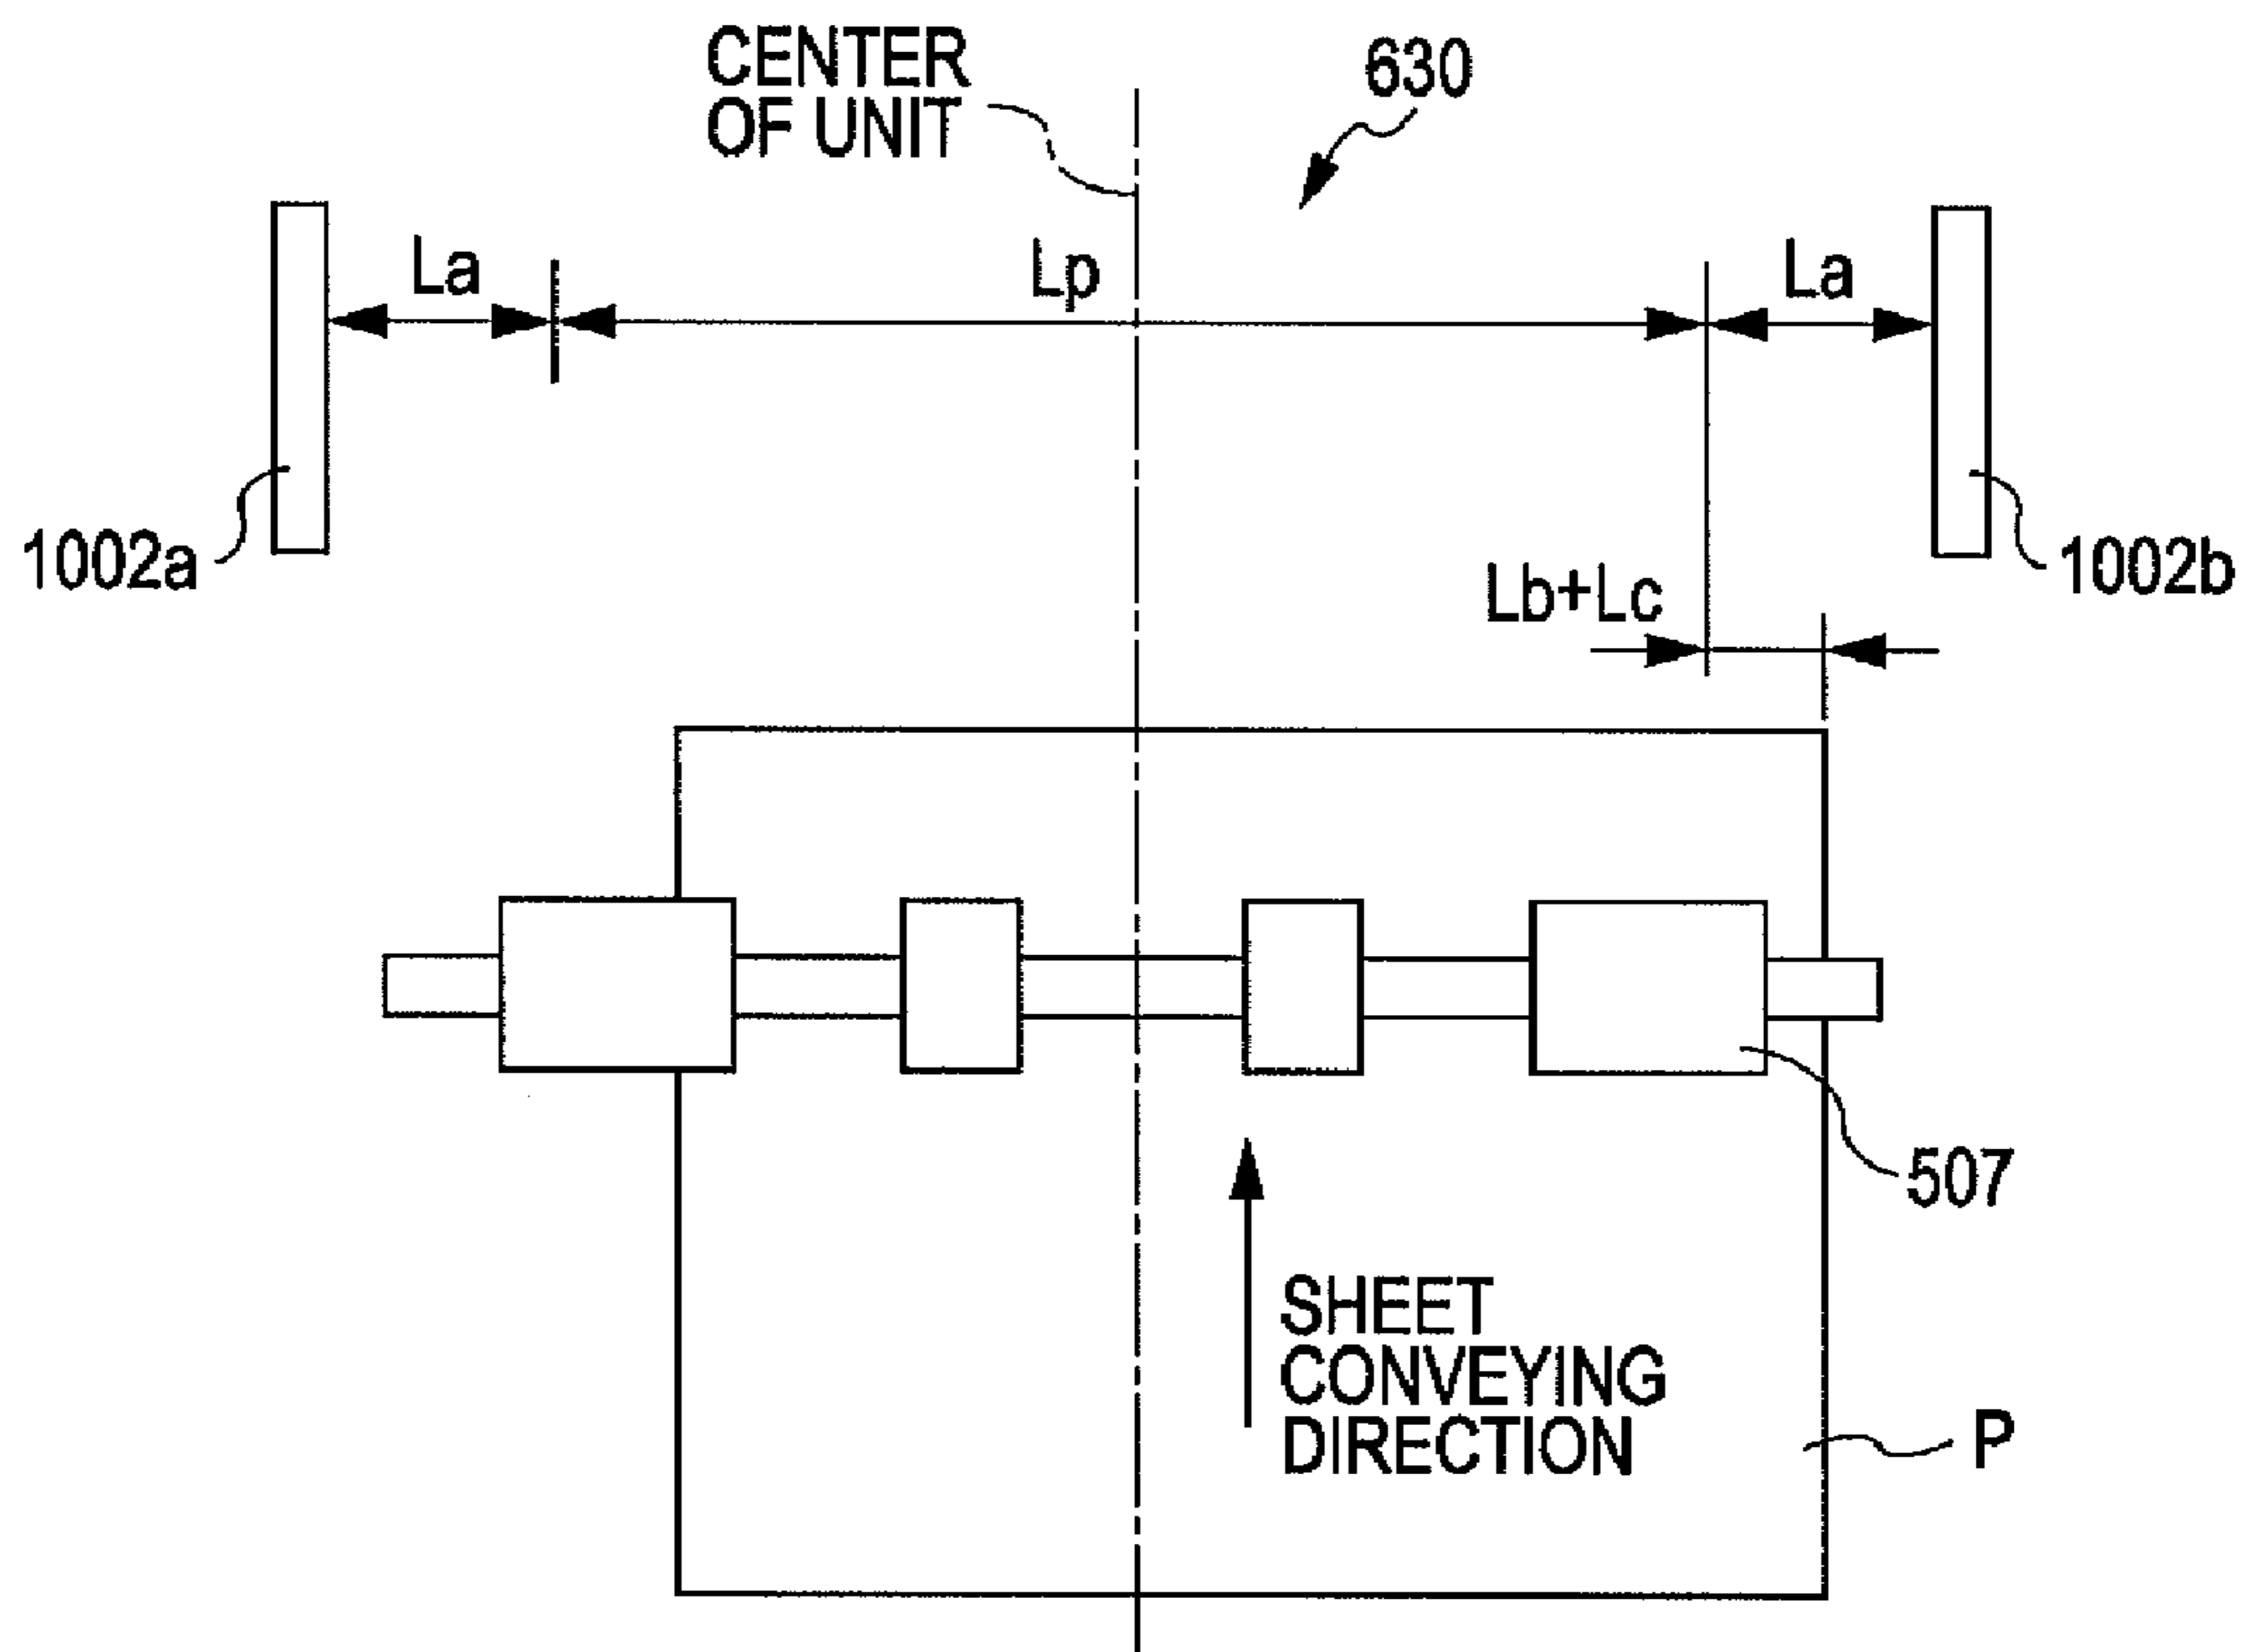 CENTER
OF UNIT
630
La
Lp
La
1002a
1002b
Lb+Lc
507
SHEET
CONVEYING
DIRECTION
P